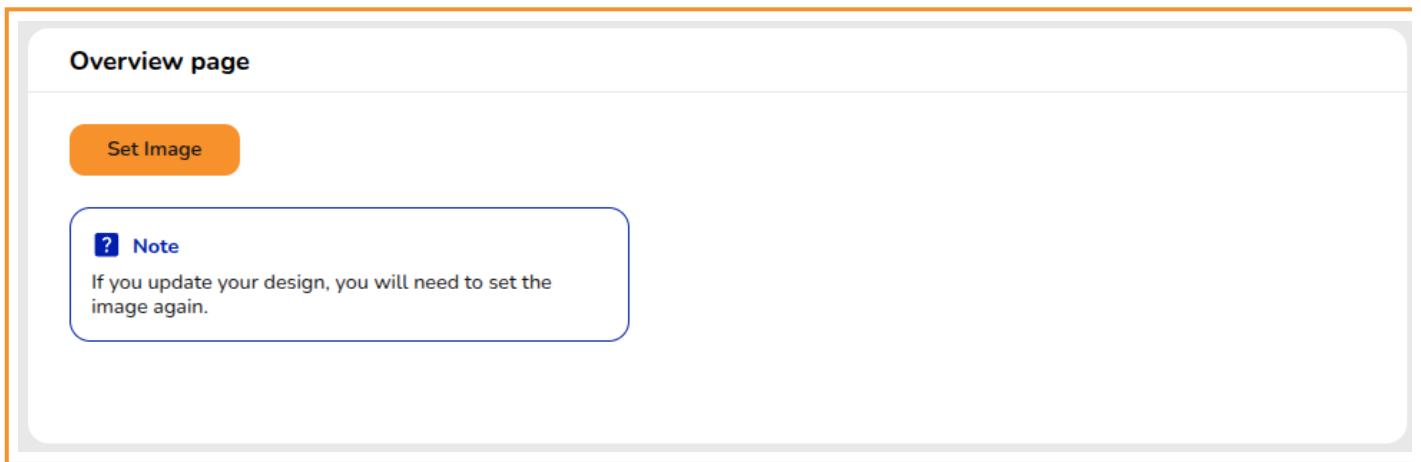 Overview page
Set Image
? Note
If you update your design, you will need to set the
image again.